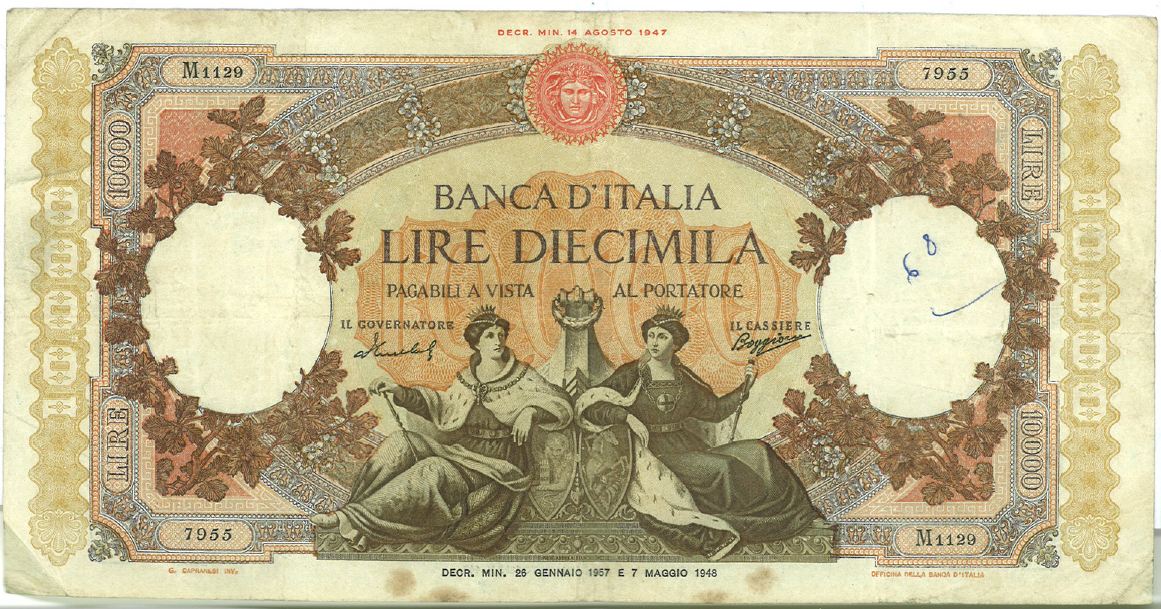 DECR. MIN. 14 AGOSTO 1947
M1129
7955
10000
LIRE
BANCA D'ITALIA
LIRE DIECIMILA
PAGABILI A VISTA AL PORTATORE
IL GOVERNATORE
IL CASSIERE
68
LIRE
10000
7955
M1129
G. CAPRANESI INV.
DECR. MIN. 26 GENNAIO 1957 E 7 MAGGIO 1948
OFFICINA DELLA BANCA D'ITALIA